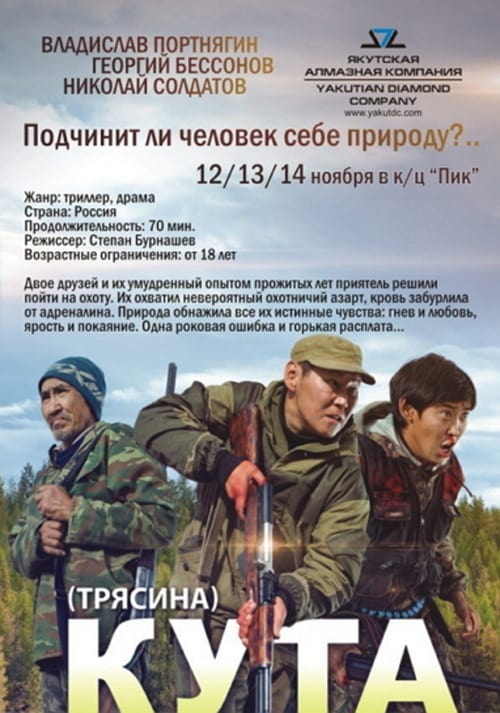 ВЛАДИСЛАВ ПОРТНЯГИН
ГЕОРГИЙ БЕССОНОВ
НИКОЛАЙ СОЛДАТОВ
ЯКУТСКАЯ
АЛМАЗНАЯ КОМПАНИЯ
YAKUTIAN DIAMOND
COMPANY
www.yakutdc.com
Подчинит ли человек себе природу?..
12/13/14 ноября в к/ц "Пик"
Жанр: триллер, драма
Страна: Россия
Продолжительность: 70 мин.
Режиссер: Степан Бурнашев
Возрастные ограничения: от 18 лет
Двое друзей и их умудренный опытом прожитых лет приятель решили
пойти на охоту. Их охватил невероятный охотничий азарт, кровь забурлила
от адреналина. Природа обнажила все их истинные чувства: гнев и любовь,
ярость и покаяние. Одна роковая ошибка и горькая расплата...
(ТРЯСИНА)
КУТА